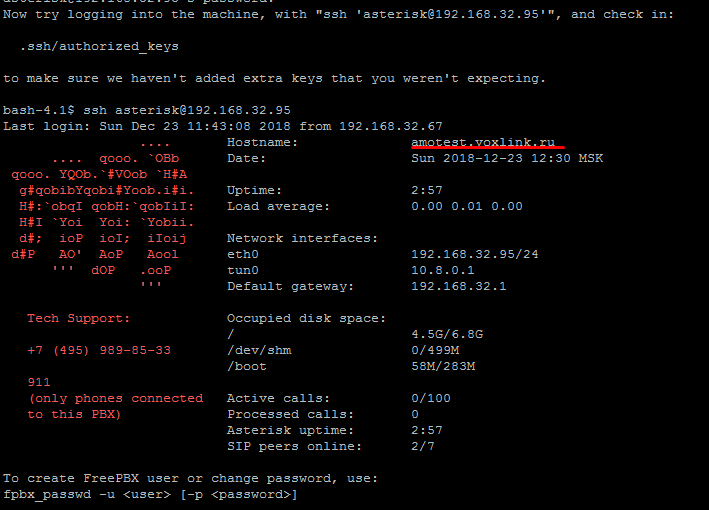 asterisk@192.168.32.95's password:
Now try logging into the machine, with "ssh 'asterisk@192.168.32.95'", and check in:
.ssh/authorized_keys
to make sure we haven't added extra keys that you weren't expecting.
bash-4.1$ ssh asterisk@192.168.32.95
Last login: Sun Dec 23 11:43:08 2018 from 192.168.32.67
.... Hostname: amotest.voxlink.ru
.... qooo. `OBb Date: Sun 2018-12-23 12:30 MSK
qooo. YQOb.`#VOob `H#A
g#qobibYqobi#Yoob.i#i. Uptime: 2:57
H#:`obqI qobH:`qobIiI: Load average: 0.00 0.01 0.00
H#I `Yoi Yoi: `Yobii.
d#; ioP ioI; iIoij Network interfaces:
d#P AO' AoP Aool eth0 192.168.32.95/24
''' dOP .ooP tun0 10.8.0.1
''' Default gateway: 192.168.32.1
Tech Support: Occupied disk space:
/ 4.5G/6.8G
+7 (495) 989-85-33 /dev/shm 0/499M
/boot 58M/283M
911
(only phones connected Active calls: 0/100
to this PBX) Processed calls: 0
Asterisk uptime: 2:57
SIP peers online: 2/7
To create FreePBX user or change password, use:
fpbx_passwd -u <user> [-p <password>]